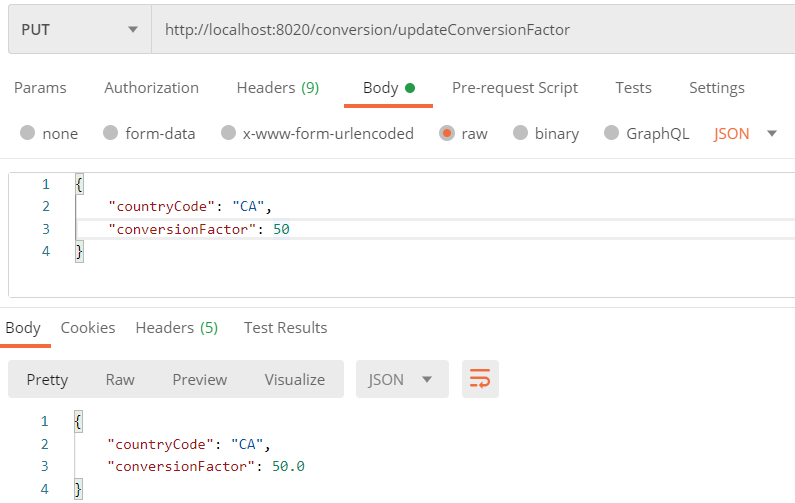 PUT http://localhost:8020/conversion/updateConversionFactor
Params Authorization Headers (9) Body Pre-request Script Tests Settings
none form-data x-www-form-urlencoded raw binary GraphQL JSON
1 {
2 "countryCode": "CA",
3 "conversionFactor": 50
4 }
Body Cookies Headers (5) Test Results
Pretty Raw Preview Visualize JSON
1 {
2 "countryCode": "CA",
3 "conversionFactor": 50.0
4 }